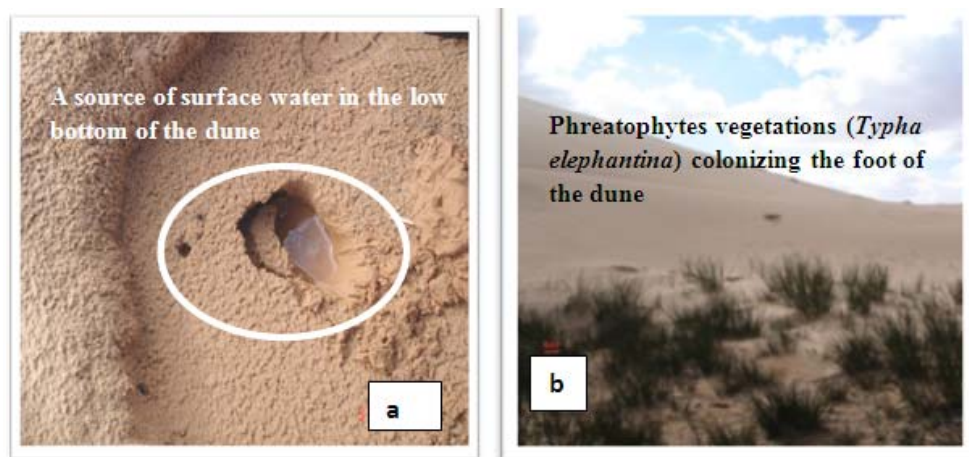 A source of surface water in the low
bottom of the dune
a
Phreatophytes vegetations (Typha
elephantina) colonizing the foot of
the dune
b